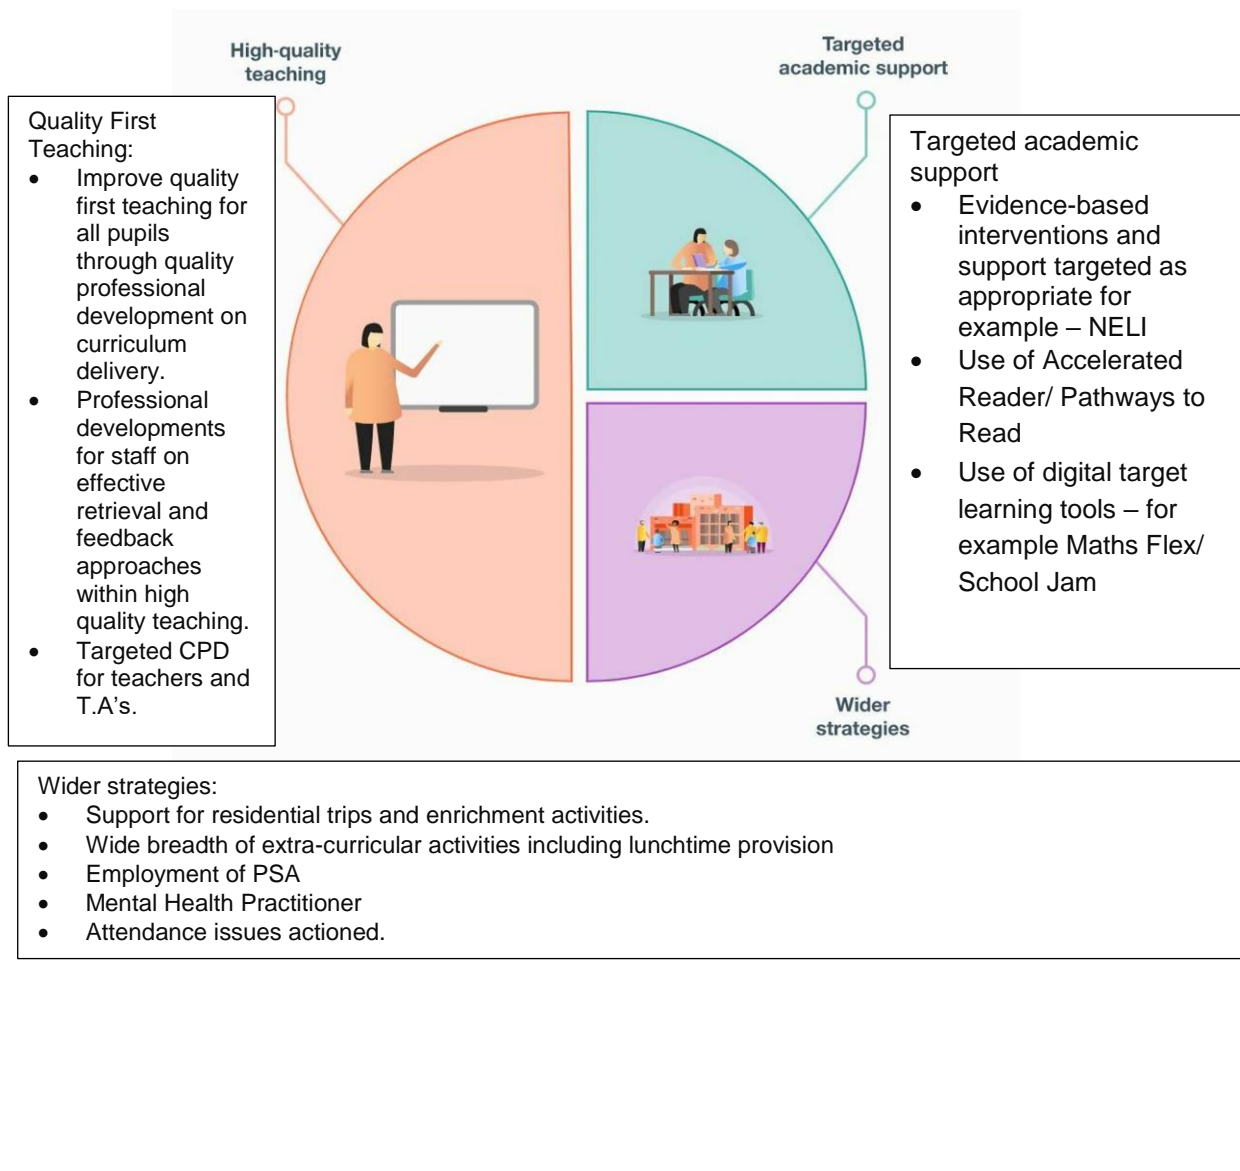 High-quality
teaching
Targeted
academic support
Quality First
Teaching:
• Improve quality
first teaching for
all pupils
through quality
professional
development on
curriculum
delivery.
• Professional
developments
for staff on
effective
retrieval and
feedback
approaches
within high
quality teaching.
• Targeted CPD
for teachers and
T.A's.
Targeted academic
support
• Evidence-based
interventions and
support targeted as
appropriate for
example – NELI
• Use of Accelerated
Reader/ Pathways to
Read
• Use of digital target
learning tools – for
example Maths Flex/
School Jam
Wider
strategies
Wider strategies:
• Support for residential trips and enrichment activities.
• Wide breadth of extra-curricular activities including lunchtime provision
• Employment of PSA
• Mental Health Practitioner
• Attendance issues actioned.